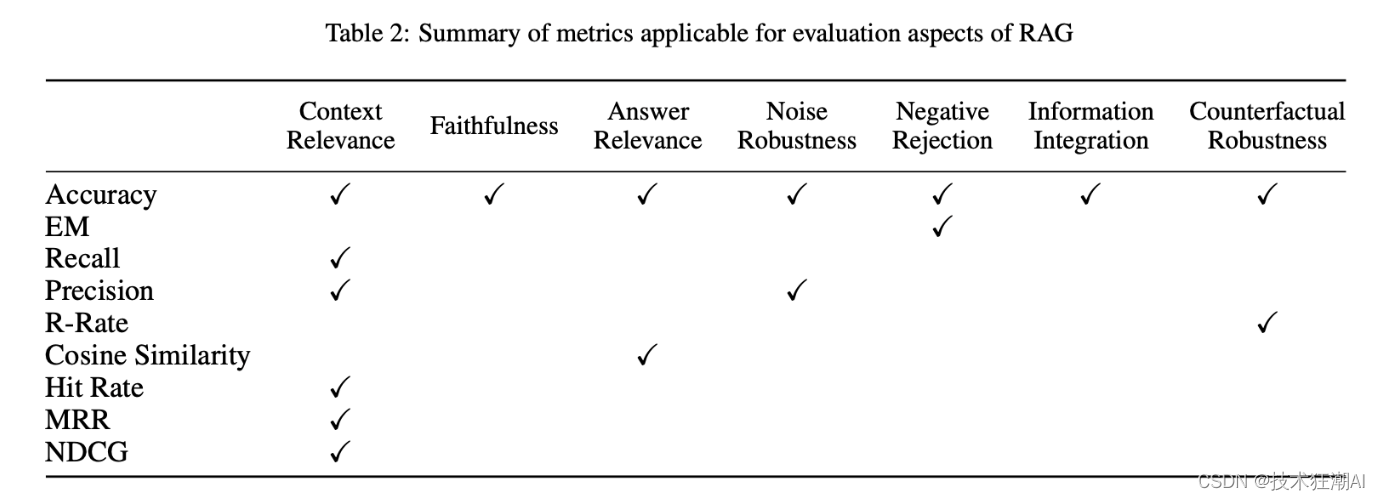 Table 2: Summary of metrics applicable for evaluation aspects of RAG
Context Relevance Faithfulness Answer Relevance Noise Robustness Negative Rejection Information Integration Counterfactual Robustness
Accuracy ✓ ✓ ✓ ✓ ✓ ✓ ✓
EM ✓
Recall ✓
Precision ✓ ✓
R-Rate ✓
Cosine Similarity ✓
Hit Rate ✓
MRR ✓
NDCG ✓
CSDN @技术狂潮AI